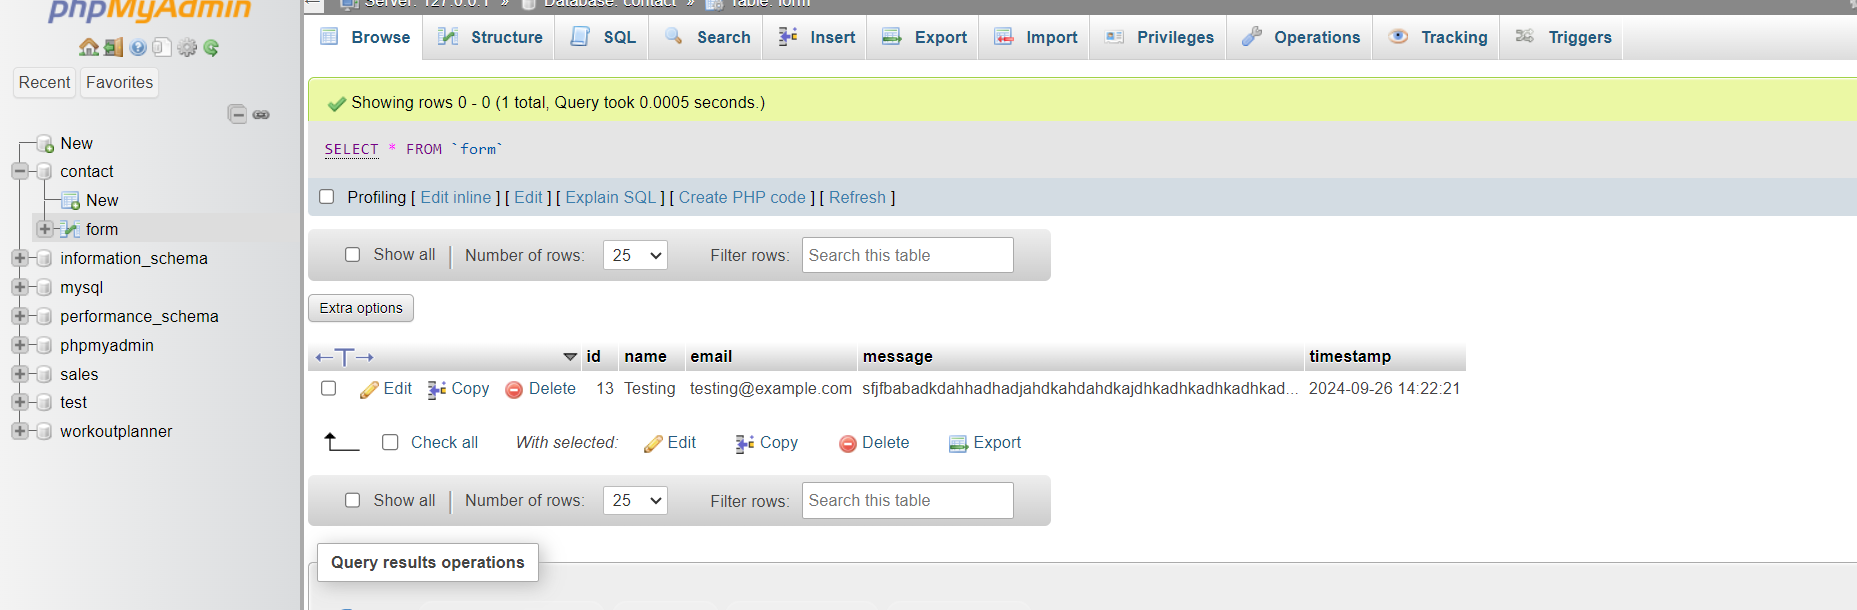 phpMyAdmin
Server: 127.0.0.1 » Database: contact » Table: form
Recent Favorites
New
contact
New
form
information_schema
mysql
performance_schema
phpmyadmin
sales
test
workoutplanner
Browse Structure SQL Search Insert Export Import Privileges Operations Tracking Triggers
Showing rows 0 - 0 (1 total, Query took 0.0005 seconds.)
SELECT * FROM `form`
Profiling [ Edit inline ] [ Edit ] [ Explain SQL ] [ Create PHP code ] [ Refresh ]
Show all | Number of rows: 25 Filter rows: Search this table
Extra options
←T→ id name email message timestamp
Edit Copy Delete 13 Testing testing@example.com sfjfbabadkdahhadhadjahdkahdahdkajdhkadhkadhkadhkad... 2024-09-26 14:22:21
Check all With selected: Edit Copy Delete Export
Show all | Number of rows: 25 Filter rows: Search this table
Query results operations